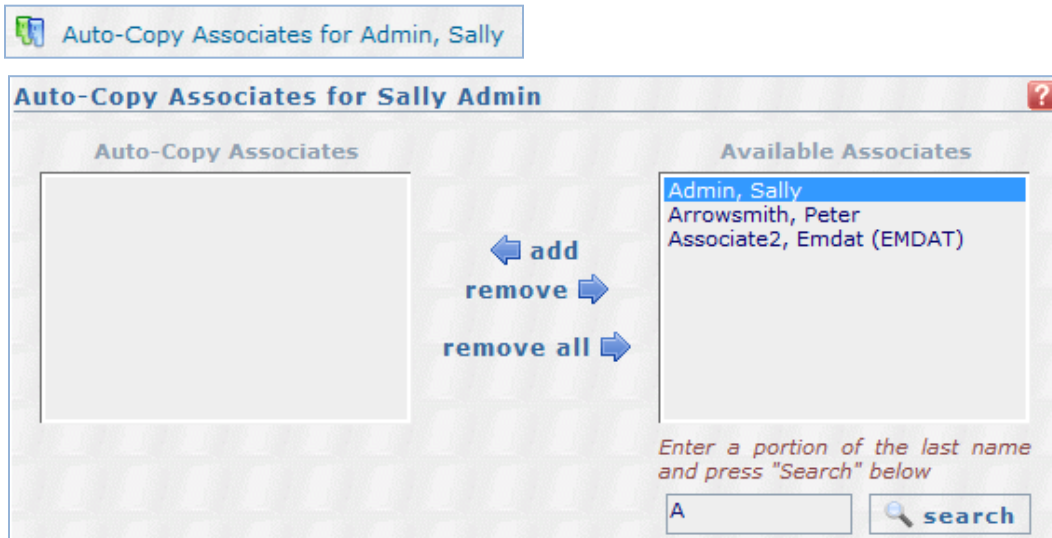 Auto-Copy Associates for Admin, Sally
Auto-Copy Associates for Sally Admin
?
Auto-Copy Associates
Available Associates
Admin, Sally
Arrowsmith, Peter
Associate2, Emdat (EMDAT)
add
remove
remove all
Enter a portion of the last name
and press "Search" below
A
search